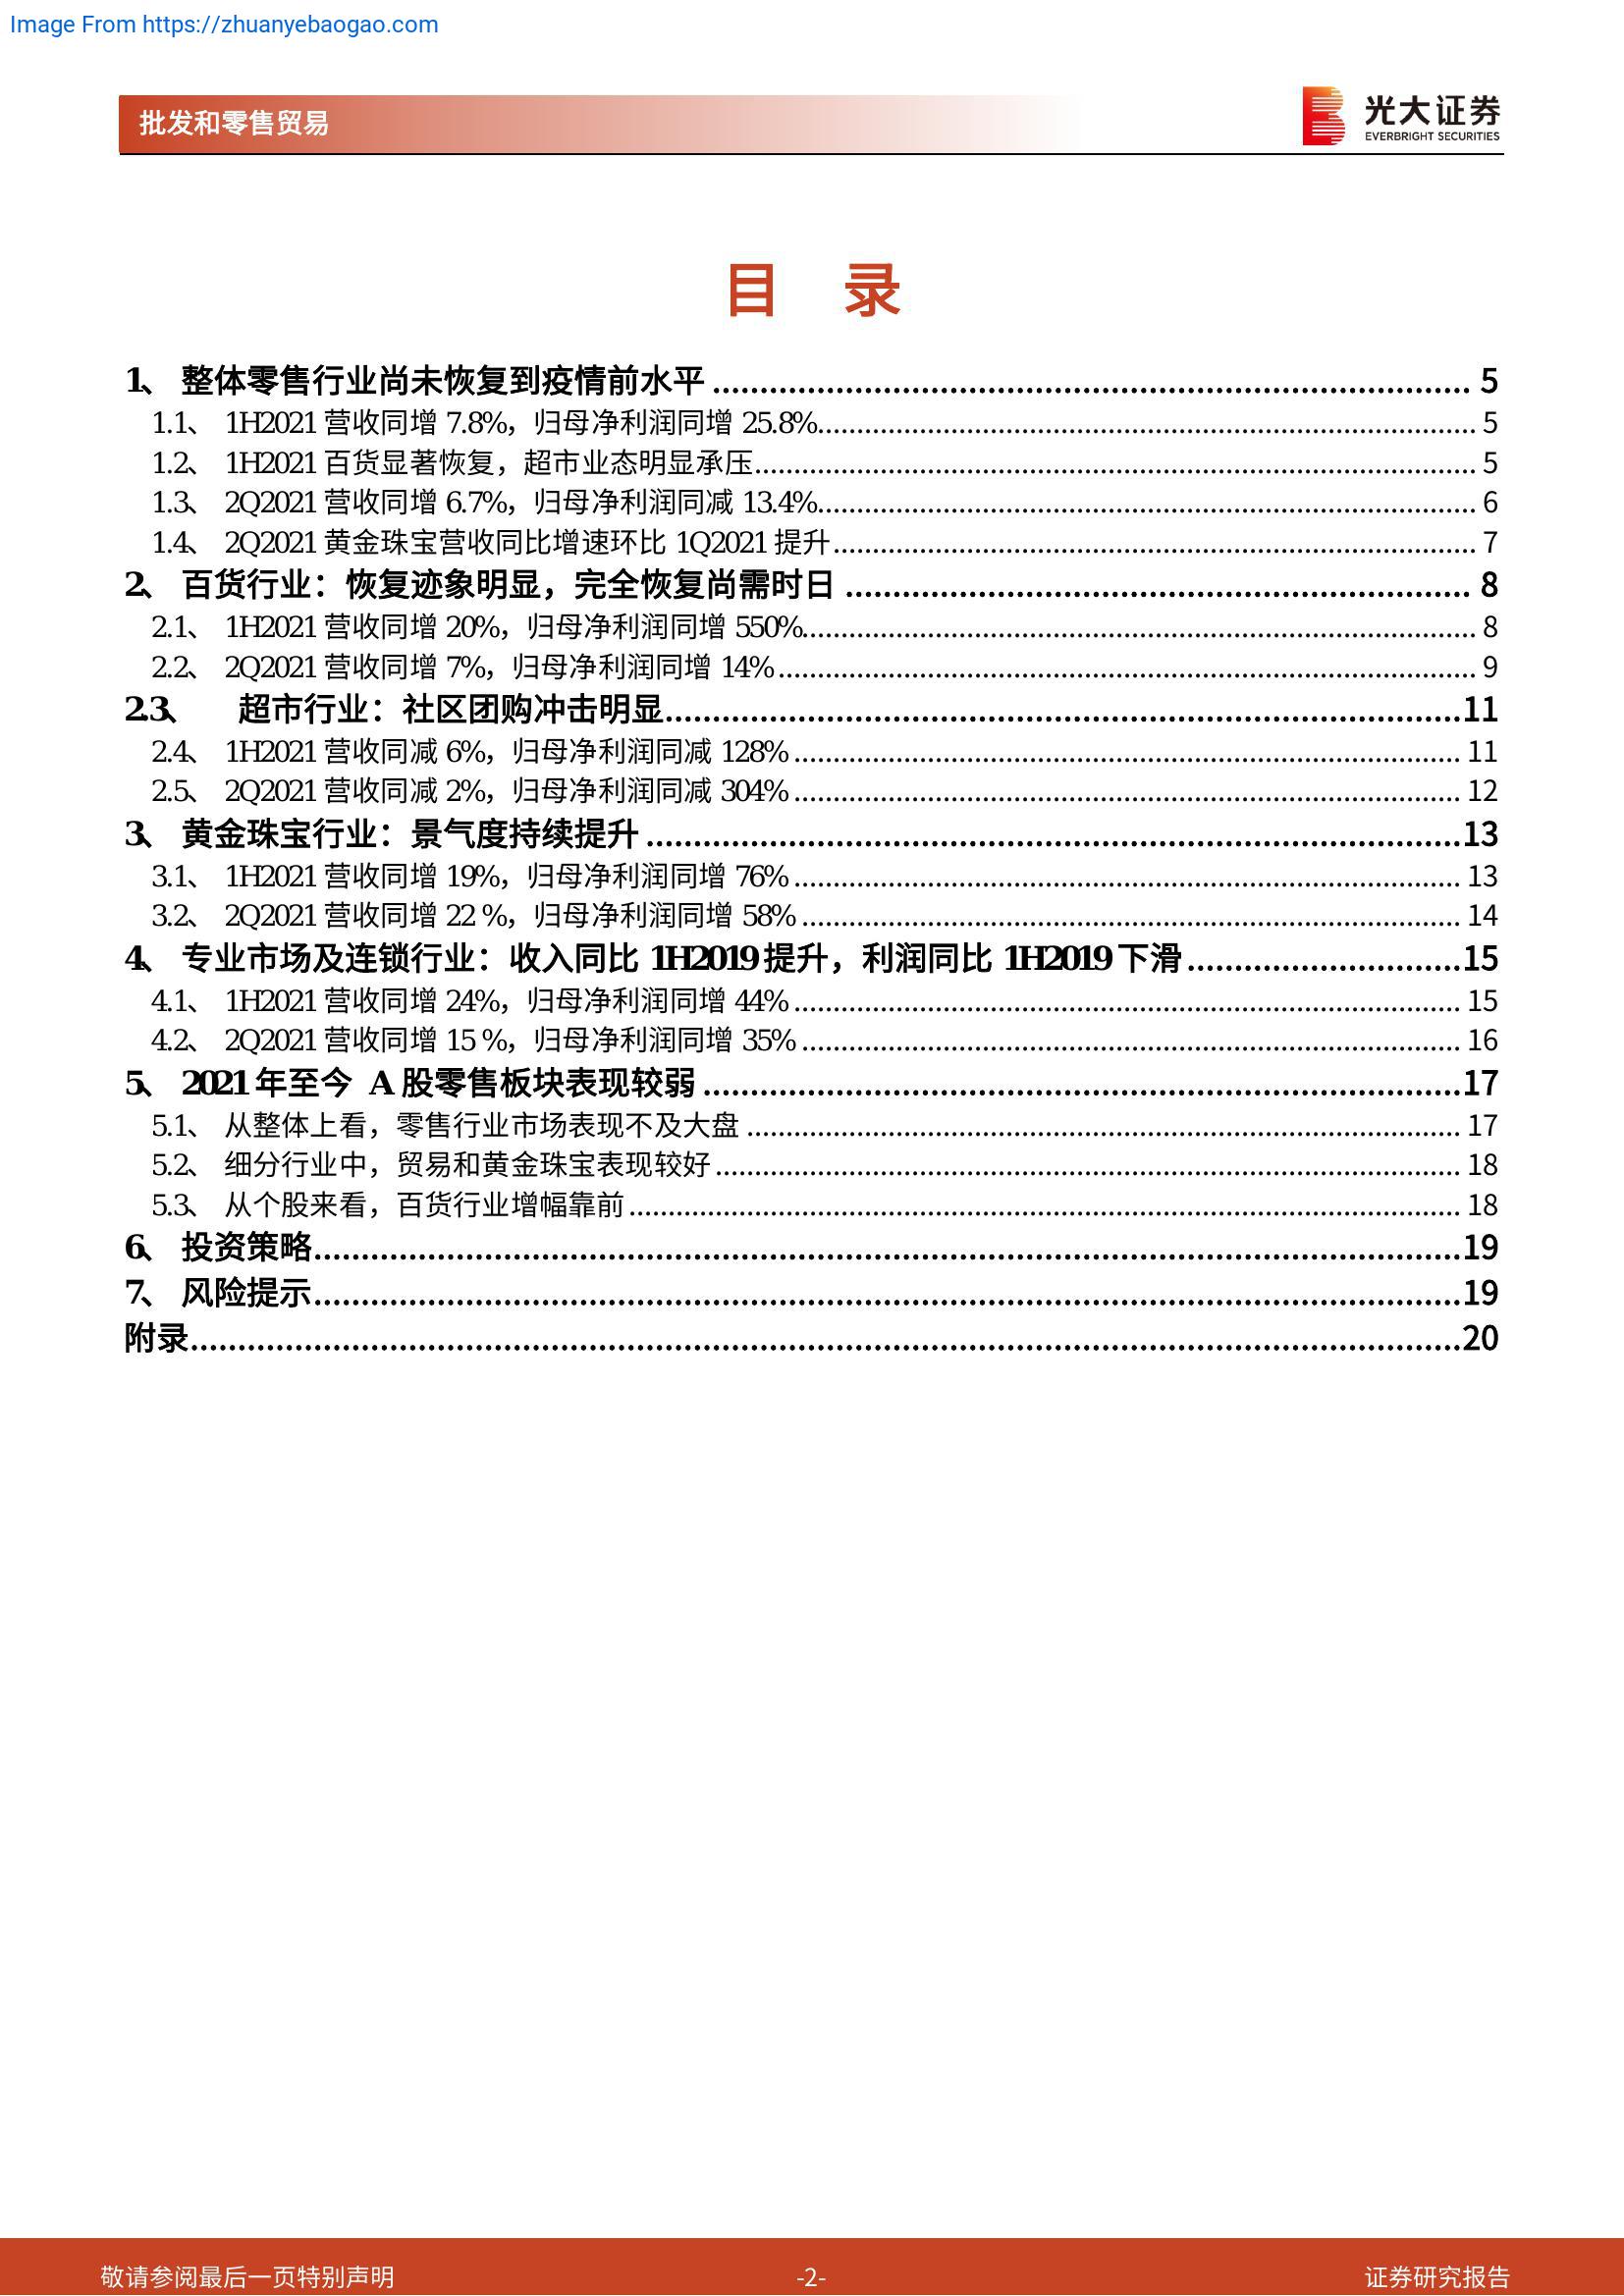 Image From https://zhuanyebaogao.com
批发和零售贸易
光大证券
EVERBRIGHT SECURITIES
目 录
1、 整体零售行业尚未恢复到疫情前水平 ........ 5
1.1、 1H2021 营收同增 7.8%，归母净利润同增 25.8%........ 5
1.2、 1H2021 百货显著恢复，超市业态明显承压........ 5
1.3、 2Q2021 营收同增 6.7%，归母净利润同减 13.4%........ 6
1.4、 2Q2021 黄金珠宝营收同比增速环比 1Q2021 提升........ 7
2、 百货行业：恢复迹象明显，完全恢复尚需时日 ........ 8
2.1、 1H2021 营收同增 20%，归母净利润同增 550%........ 8
2.2、 2Q2021 营收同增 7%，归母净利润同增 14% ........ 9
2.3、 超市行业：社区团购冲击明显........11
2.4、 1H2021 营收同减 6%，归母净利润同减 128% ........ 11
2.5、 2Q2021 营收同减 2%，归母净利润同减 304% ........ 12
3、 黄金珠宝行业：景气度持续提升 ........13
3.1、 1H2021 营收同增 19%，归母净利润同增 76% ........ 13
3.2、 2Q2021 营收同增 22 %，归母净利润同增 58% ........ 14
4、 专业市场及连锁行业：收入同比 1H2019 提升，利润同比 1H2019 下滑 ........15
4.1、 1H2021 营收同增 24%，归母净利润同增 44% ........ 15
4.2、 2Q2021 营收同增 15 %，归母净利润同增 35% ........ 16
5、 2021 年至今 A 股零售板块表现较弱 ........17
5.1、 从整体上看，零售行业市场表现不及大盘 ........ 17
5.2、 细分行业中，贸易和黄金珠宝表现较好 ........ 18
5.3、 从个股来看，百货行业增幅靠前 ........ 18
6、 投资策略........19
7、 风险提示........19
附录........20
敬请参阅最后一页特别声明
-2-
证券研究报告